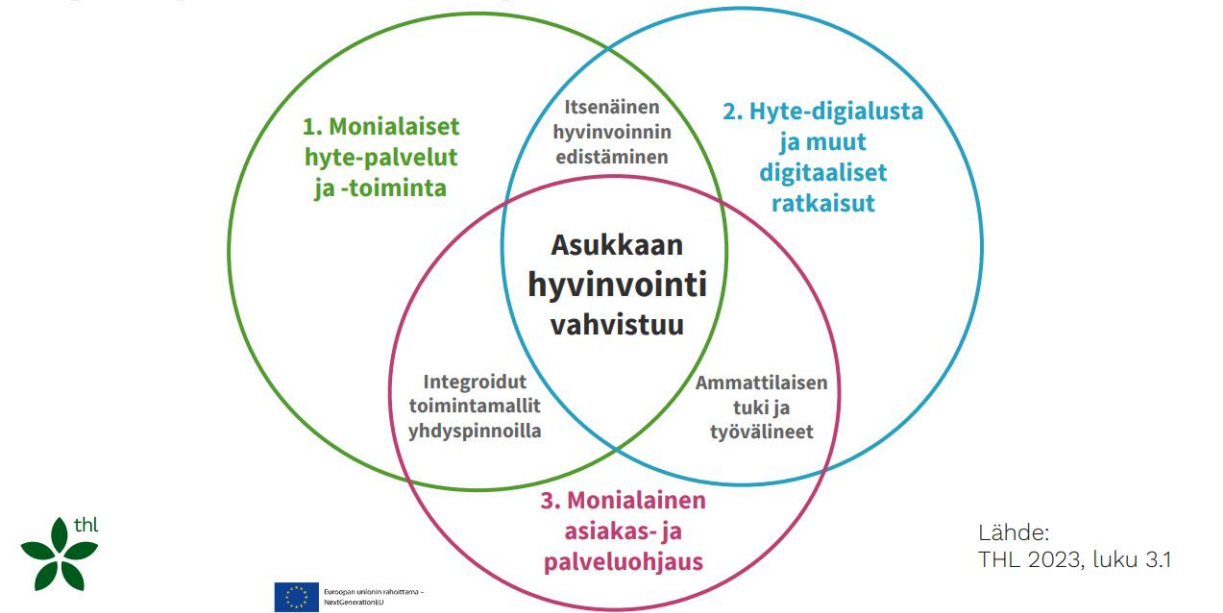 1. Monialaiset
hyte-palvelut
ja -toiminta
Itsenäinen
hyvinvoinnin
edistäminen
2. Hyte-digialusta
ja muut
digitaaliset
ratkaisut
Asukkaan
hyvinvointi
vahvistuu
Integroidut
toimintamallit
yhdyspinnoilla
Ammattilaisen
tuki ja
työvälineet
3. Monialainen
asiakas- ja
palveluohjaus
thl
Euroopan unionin rahoittama –
NextGenerationEU
Lähde:
THL 2023, luku 3.1